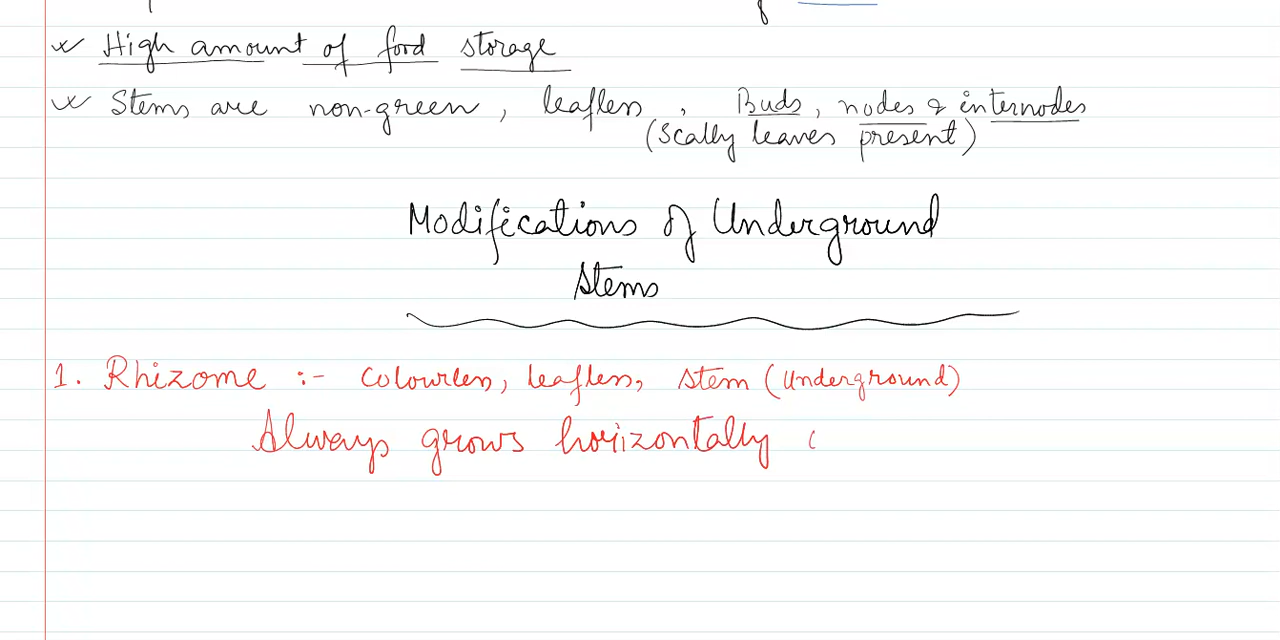 High amount of food storage
Stems are non-green, leafless, Buds, nodes & internodes
(Scally leaves present)
Modifications of Underground
Stems
1. Rhizome :- Colourless, leafless, stem (Underground)
Always grows horizontally (